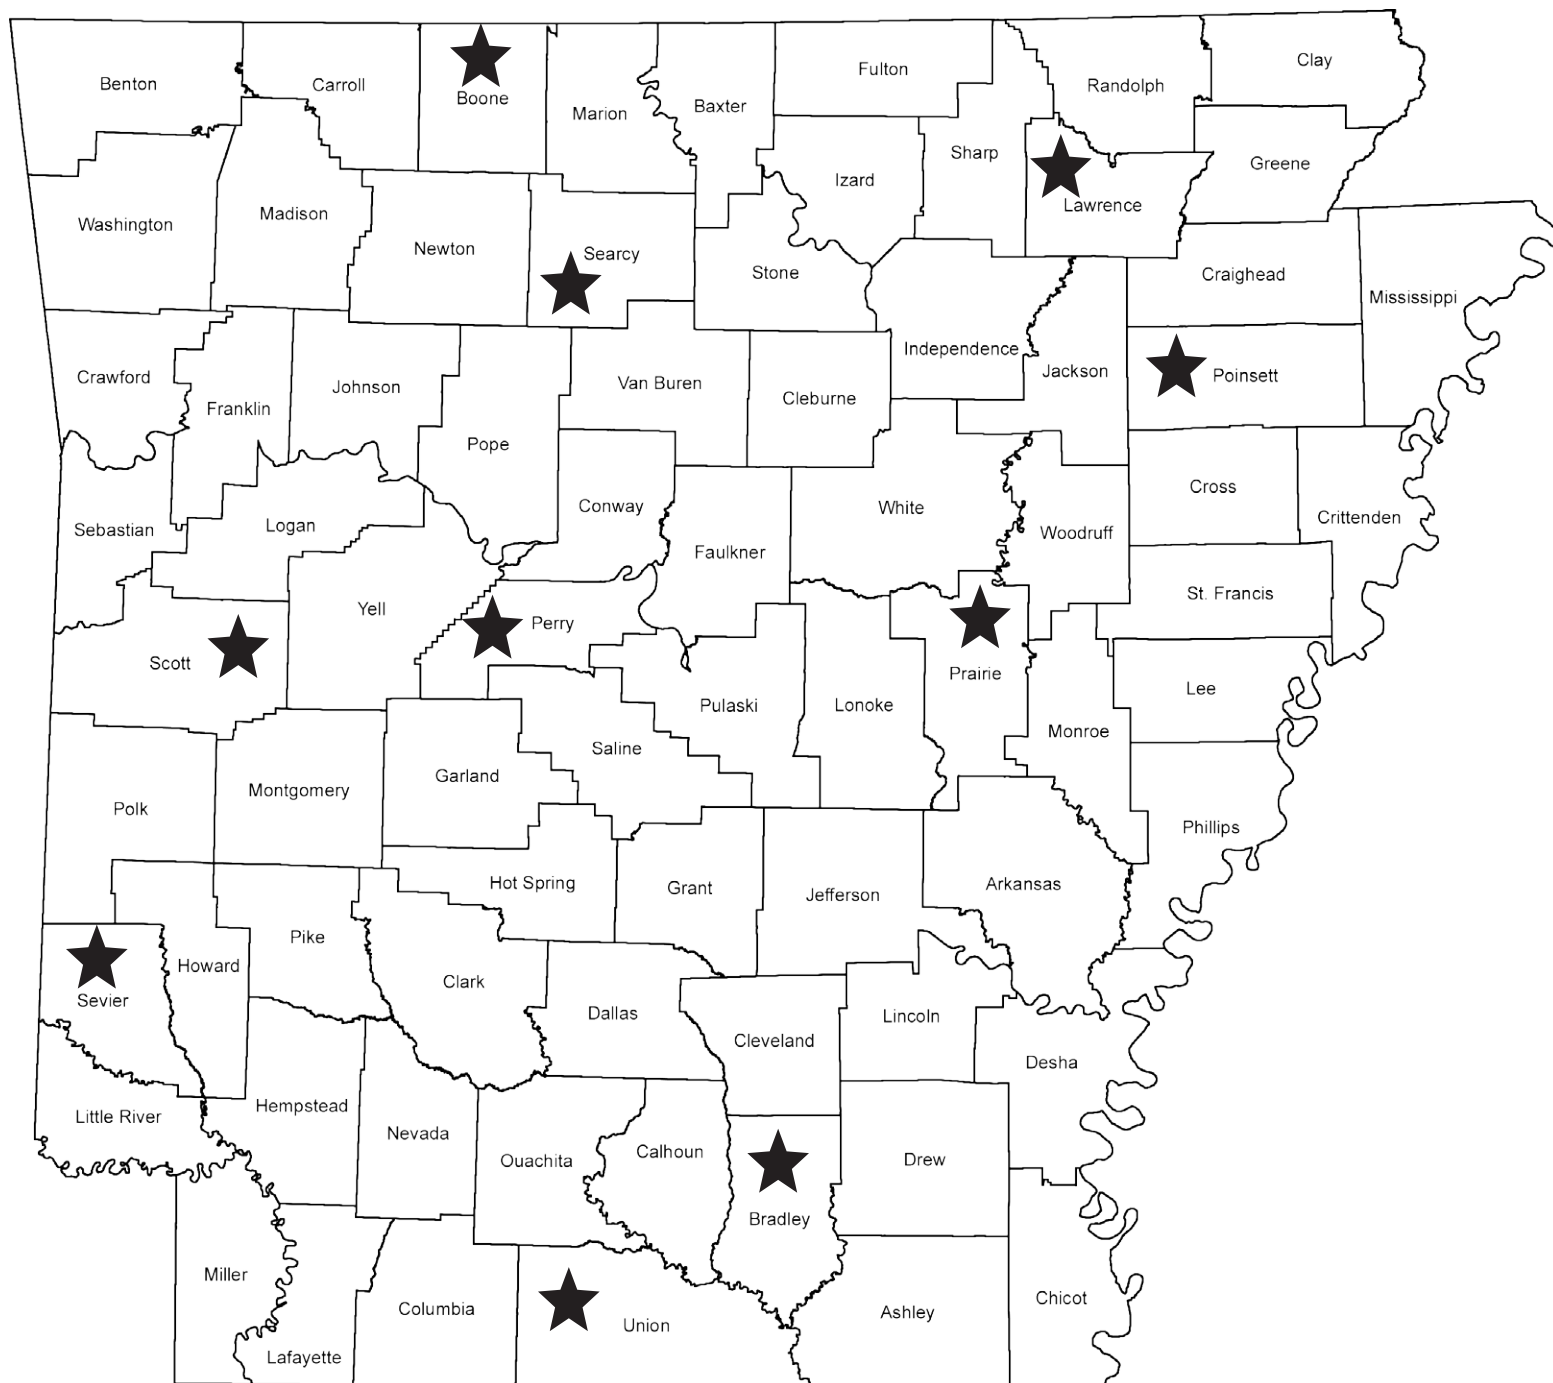 Benton
Carroll
Boone
Marion
Baxter
Fulton
Randolph
Clay
Washington
Madison
Newton
Searcy
Stone
Izard
Sharp
Lawrence
Greene
Craighead
Mississippi
Crawford
Franklin
Johnson
Pope
Van Buren
Cleburne
Independence
Jackson
Poinsett
Sebastian
Logan
Conway
Faulkner
White
Woodruff
Cross
Crittenden
St. Francis
Scott
Yell
Perry
Pulaski
Lonoke
Prairie
Monroe
Lee
Polk
Montgomery
Garland
Saline
Phillips
Hot Spring
Grant
Jefferson
Arkansas
Sevier
Howard
Pike
Clark
Dallas
Cleveland
Lincoln
Desha
Little River
Hempstead
Nevada
Ouachita
Calhoun
Bradley
Drew
Miller
Lafayette
Columbia
Union
Ashley
Chicot